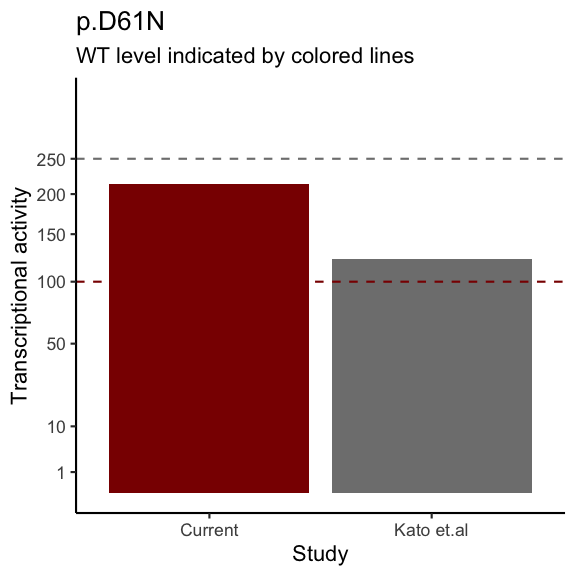 p.D61N
WT level indicated by colored lines
Transcriptional activity
250
200
150
100
50
10
1
Current
Kato et.al
Study